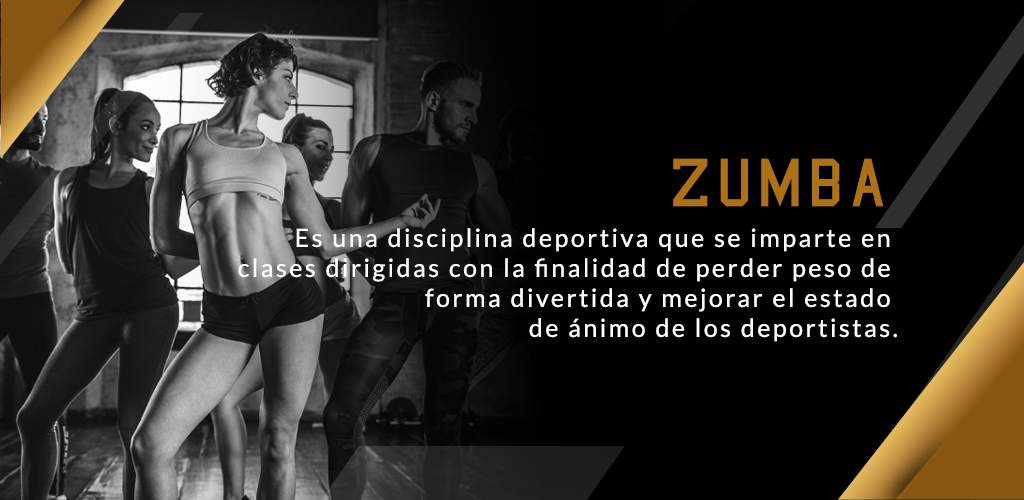 ZUMBA
Es una disciplina deportiva que se imparte en
clases dirigidas con la finalidad de perder peso de
forma divertida y mejorar el estado
de ánimo de los deportistas.